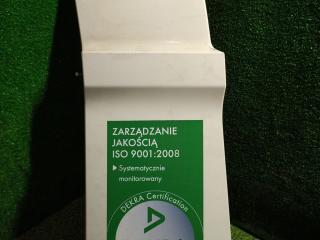 ZARZĄDZANIE
JAKOŚCIĄ
ISO 9001:2008
Systematycznie
monitorowany
DEKRA Certification